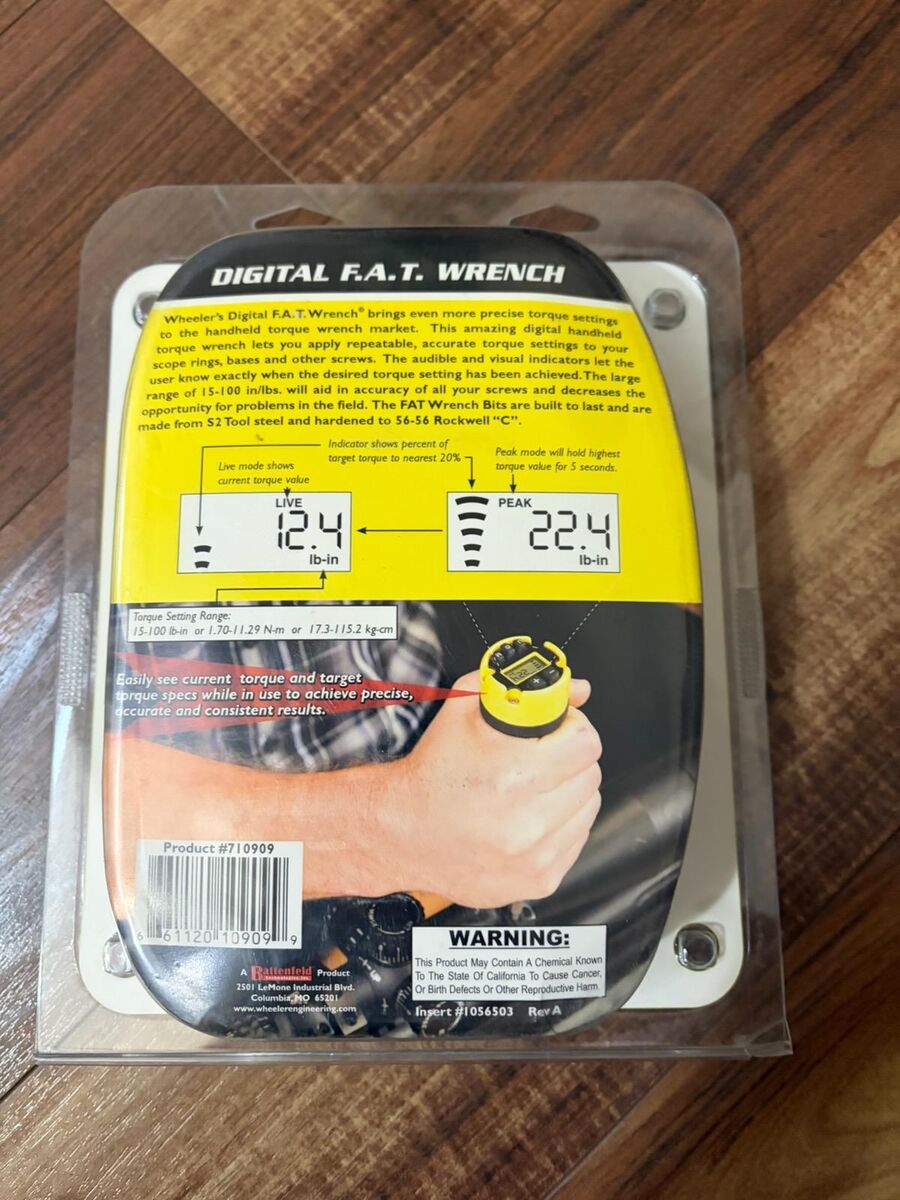 DIGITAL F.A.T. WRENCH
Wheeler's Digital F.A.T. Wrench® brings even more precise torque settings
to the handheld torque wrench market. This amazing digital handheld
torque wrench lets you apply repeatable, accurate torque settings to your
scope rings, bases and other screws. The audible and visual indicators let the
user know exactly when the desired torque setting has been achieved. The large
range of 15-100 in/lbs. will aid in accuracy of all your screws and decreases the
opportunity for problems in the field. The FAT Wrench Bits are built to last and are
made from S2 Tool steel and hardened to 56-56 Rockwell "C".
Indicator shows percent of
target torque to nearest 20%
Live mode shows
current torque value
Peak mode will hold highest
torque value for 5 seconds.
LIVE
12.4
lb-in
PEAK
22.4
lb-in
Torque Setting Range:
15-100 lb-in or 1.70-11.29 N-m or 17.3-115.2 kg-cm
Easily see current torque and target
torque specs while in use to achieve precise,
accurate and consistent results.
Product #710909
6 61120 10909 9
A Battenfeld Product
Technologies, Inc.
2501 LeMone Industrial Blvd.
Columbia, MO 65201
www.wheelerengineering.com
WARNING:
This Product May Contain A Chemical Known
To The State Of California To Cause Cancer,
Or Birth Defects Or Other Reproductive Harm.
Insert #1056503 Rev A